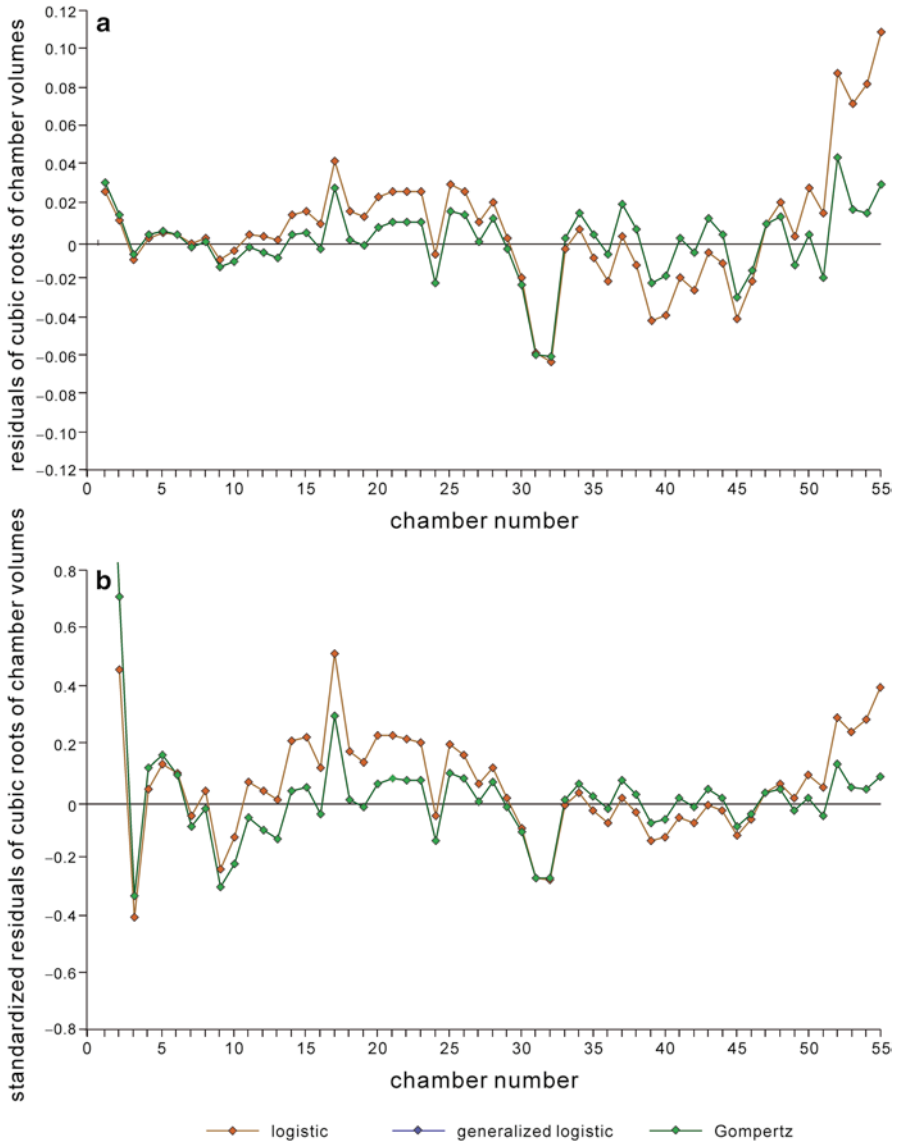 a
residuals of cubic roots of chamber volumes
0.12
0.10
0.08
0.06
0.04
0.02
0
−0.02
−0.04
−0.06
−0.08
−0.10
−0.12
0 5 10 15 20 25 30 35 40 45 50 55
chamber number
b
standardized residuals of cubic roots of chamber volumes
0.8
0.6
0.4
0.2
0
−0.2
−0.4
−0.6
−0.8
0 5 10 15 20 25 30 35 40 45 50 55
chamber number
logistic generalized logistic Gompertz